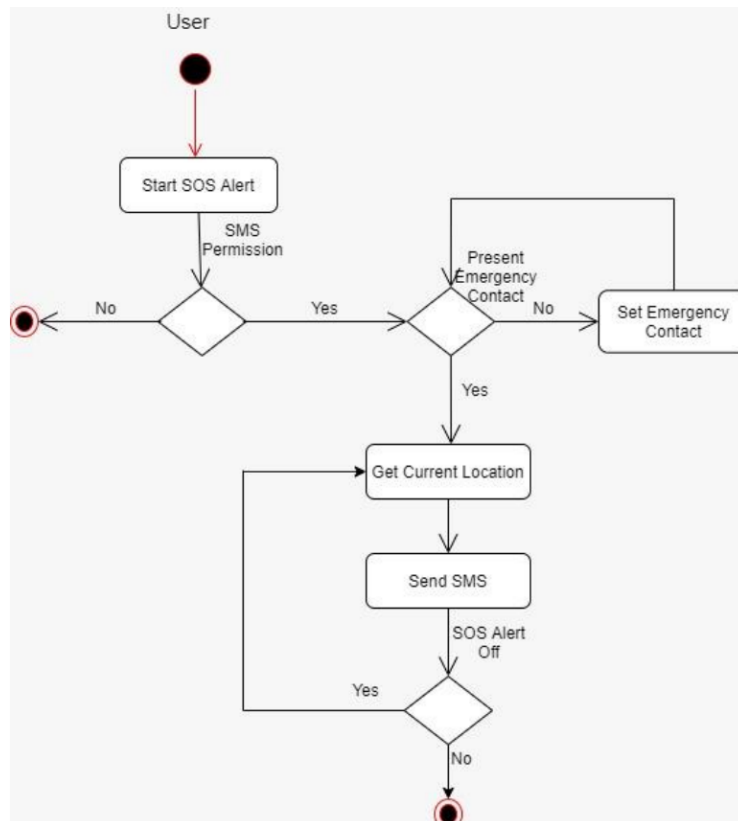 User
Start SOS Alert
SMS
Permission
Present
Emergency
Contact
No
Yes
No
Set Emergency
Contact
Yes
Get Current Location
Send SMS
SOS Alert
Off
Yes
No